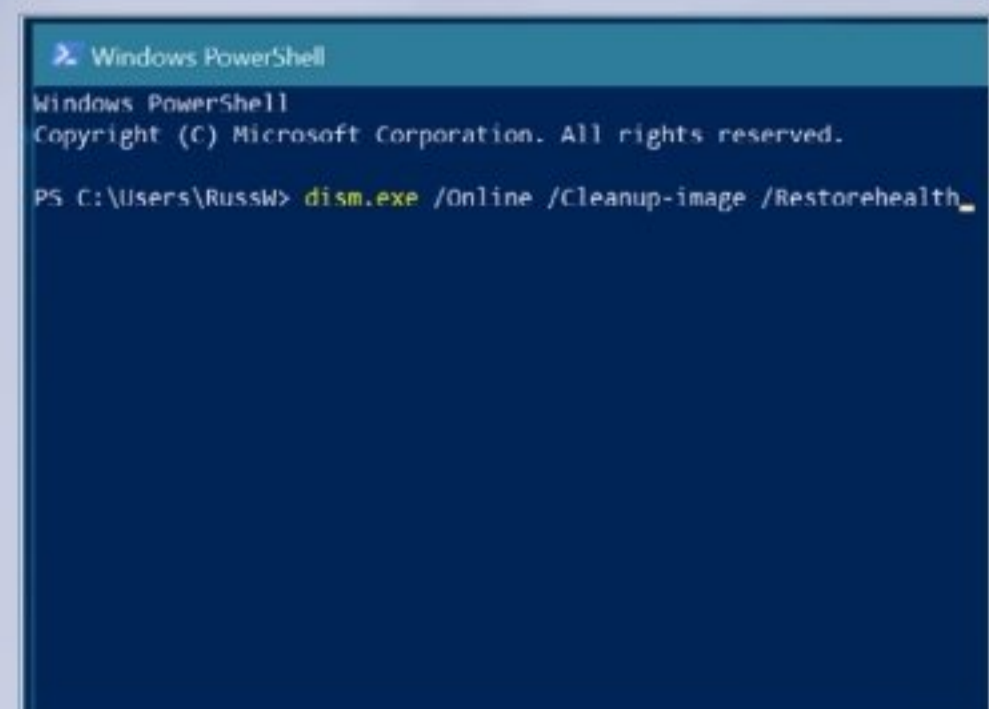 Windows PowerShell
Windows PowerShell
Copyright (C) Microsoft Corporation. All rights reserved.
PS C:\Users\RussW> dism.exe /Online /Cleanup-image /Restorehealth